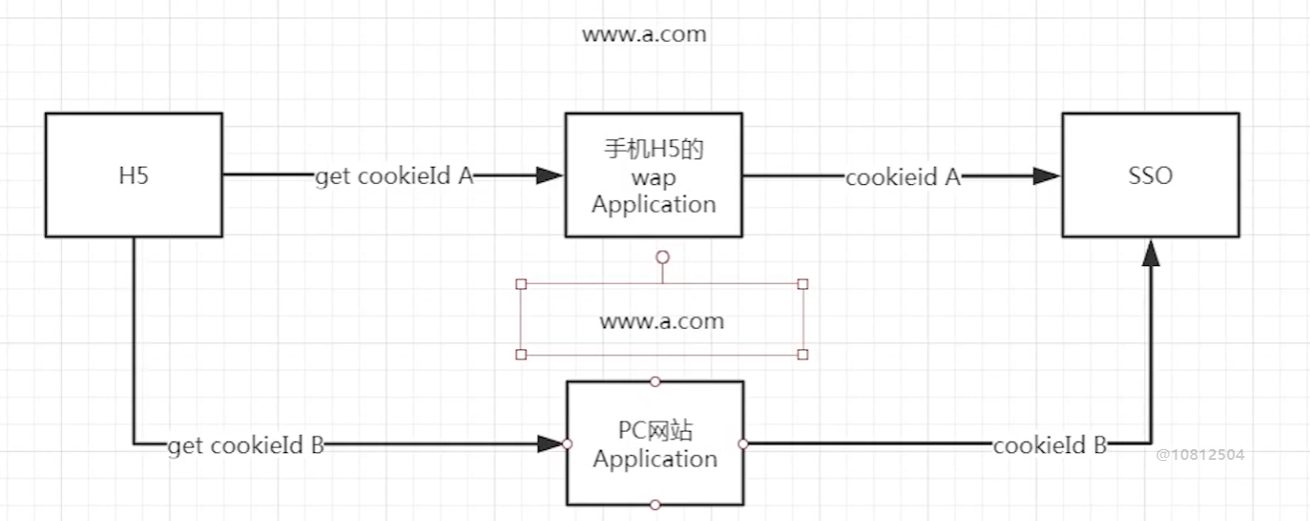 www.a.com
H5
get cookieId A
手机H5的
wap
Application
cookieid A
SSO
www.a.com
get cookieId B
PC网站
Application
cookieId B
@10812504